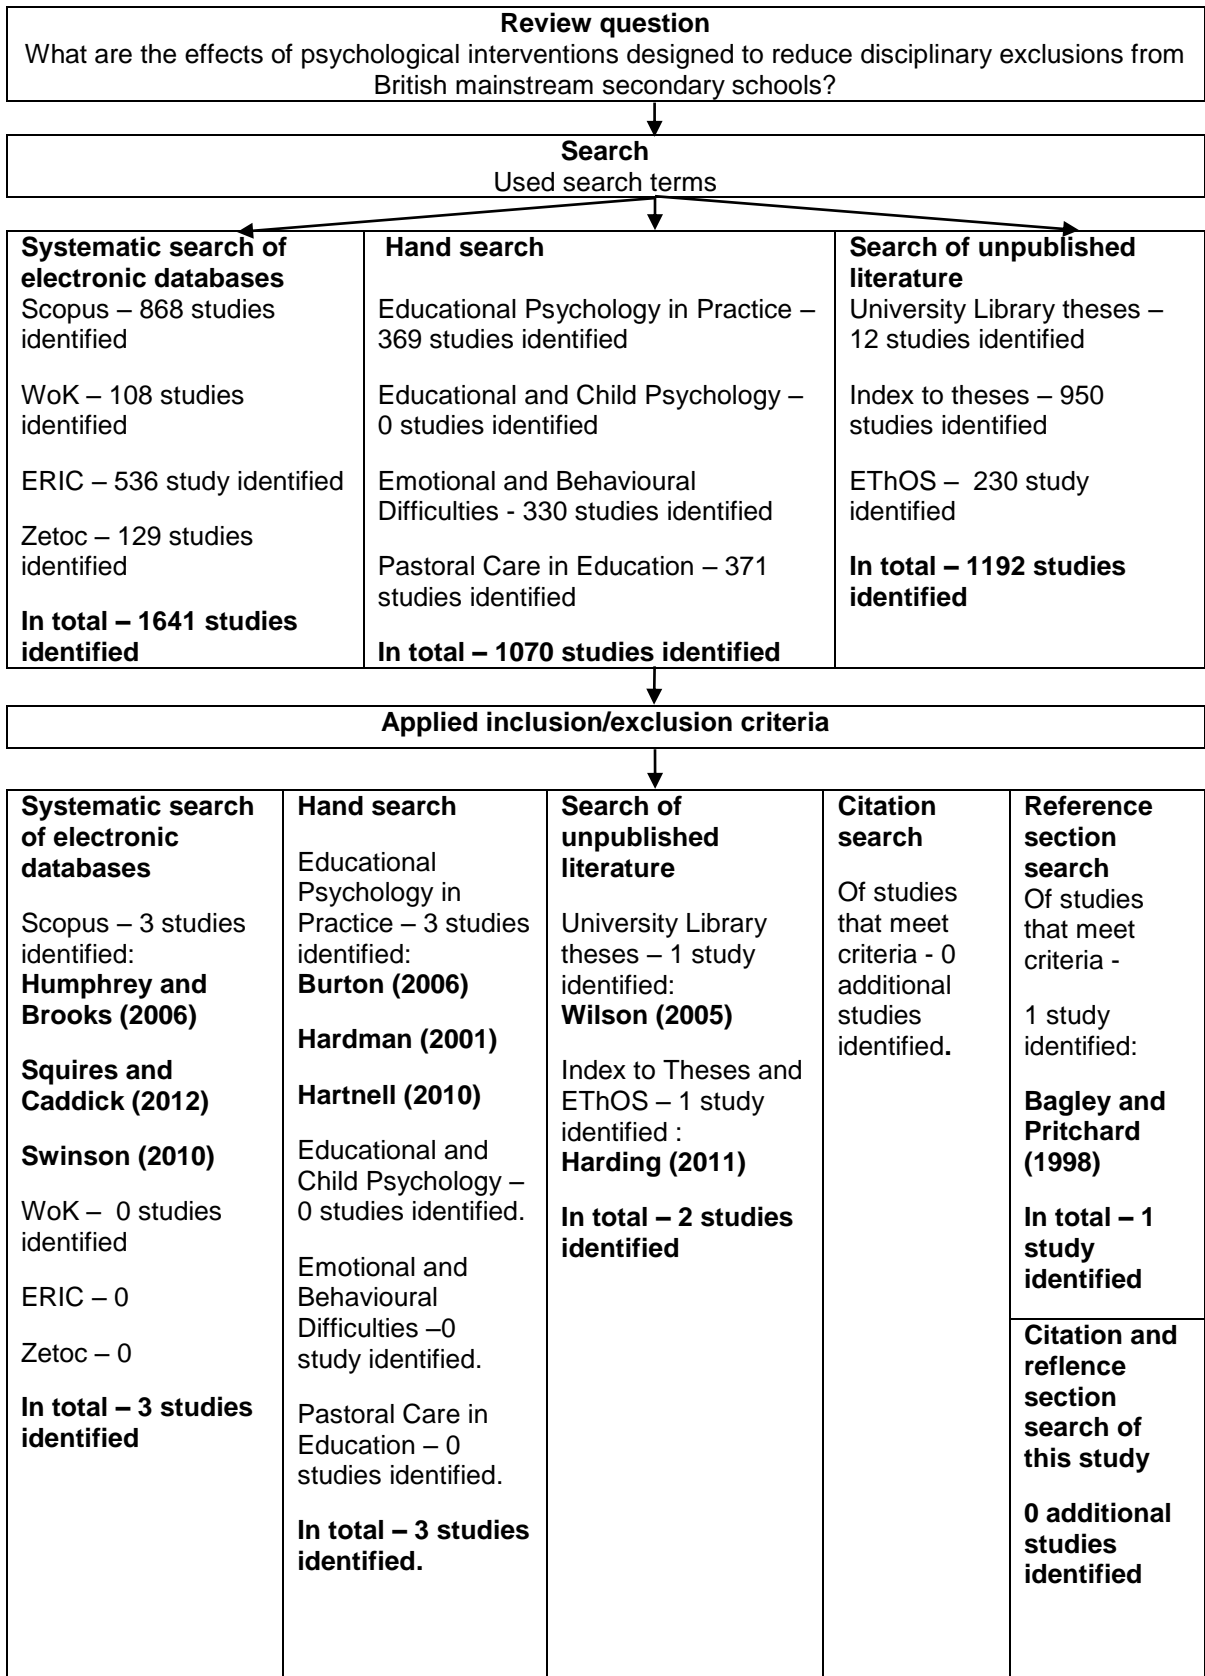 Review question
What are the effects of psychological interventions designed to reduce disciplinary exclusions from
British mainstream secondary schools?
Search
Used search terms
Systematic search of
electronic databases
Scopus – 868 studies
identified
WoK – 108 studies
identified
ERIC – 536 study identified
Zetoc – 129 studies
identified
In total – 1641 studies
identified
Hand search
Educational Psychology in Practice –
369 studies identified
Educational and Child Psychology –
0 studies identified
Emotional and Behavioural
Difficulties - 330 studies identified
Pastoral Care in Education – 371
studies identified
In total – 1070 studies identified
Search of unpublished
literature
University Library theses –
12 studies identified
Index to theses – 950
studies identified
EThOS – 230 study
identified
In total – 1192 studies
identified
Applied inclusion/exclusion criteria
Systematic search
of electronic
databases
Scopus – 3 studies
identified:
Humphrey and
Brooks (2006)
Squires and
Caddick (2012)
Swinson (2010)
WoK – 0 studies
identified
ERIC – 0
Zetoc – 0
In total – 3 studies
identified
Hand search
Educational
Psychology in
Practice – 3 studies
identified:
Burton (2006)
Hardman (2001)
Hartnell (2010)
Educational and
Child Psychology –
0 studies identified.
Emotional and
Behavioural
Difficulties –0
study identified.
Pastoral Care in
Education – 0
studies identified.
In total – 3 studies
identified.
Search of
unpublished
literature
University Library
theses – 1 study
identified:
Wilson (2005)
Index to Theses and
EThOS – 1 study
identified :
Harding (2011)
In total – 2 studies
identified
Citation
search
Of studies
that meet
criteria - 0
additional
studies
identified.
Reference
section
search
Of studies
that meet
criteria -
1 study
identified:
Bagley and
Pritchard
(1998)
In total – 1
study
identified
Citation and
reflence
section
search of
this study
0 additional
studies
identified